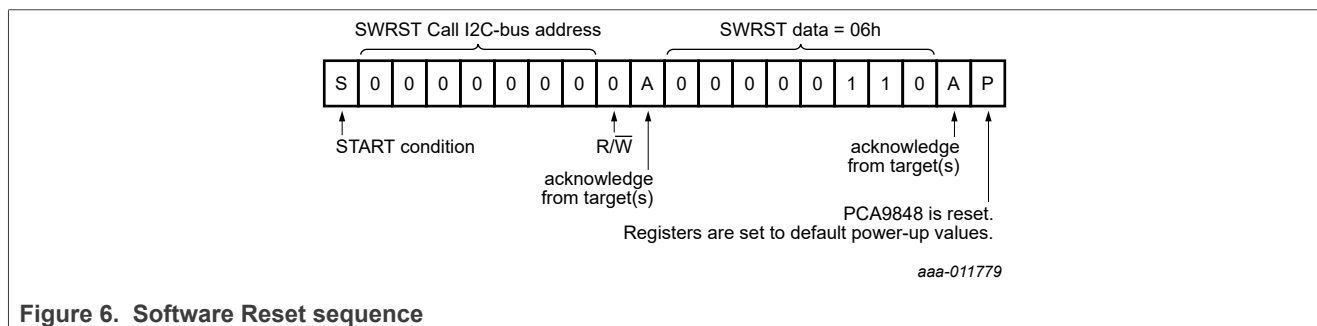 SWRST Call I2C-bus address SWRST data = 06h
S 0 0 0 0 0 0 0 0 A 0 0 0 0 0 1 1 0 A P
START condition R/W̅ acknowledge
from target(s)
acknowledge
from target(s)
PCA9848 is reset.
Registers are set to default power-up values.
aaa-011779
Figure 6. Software Reset sequence